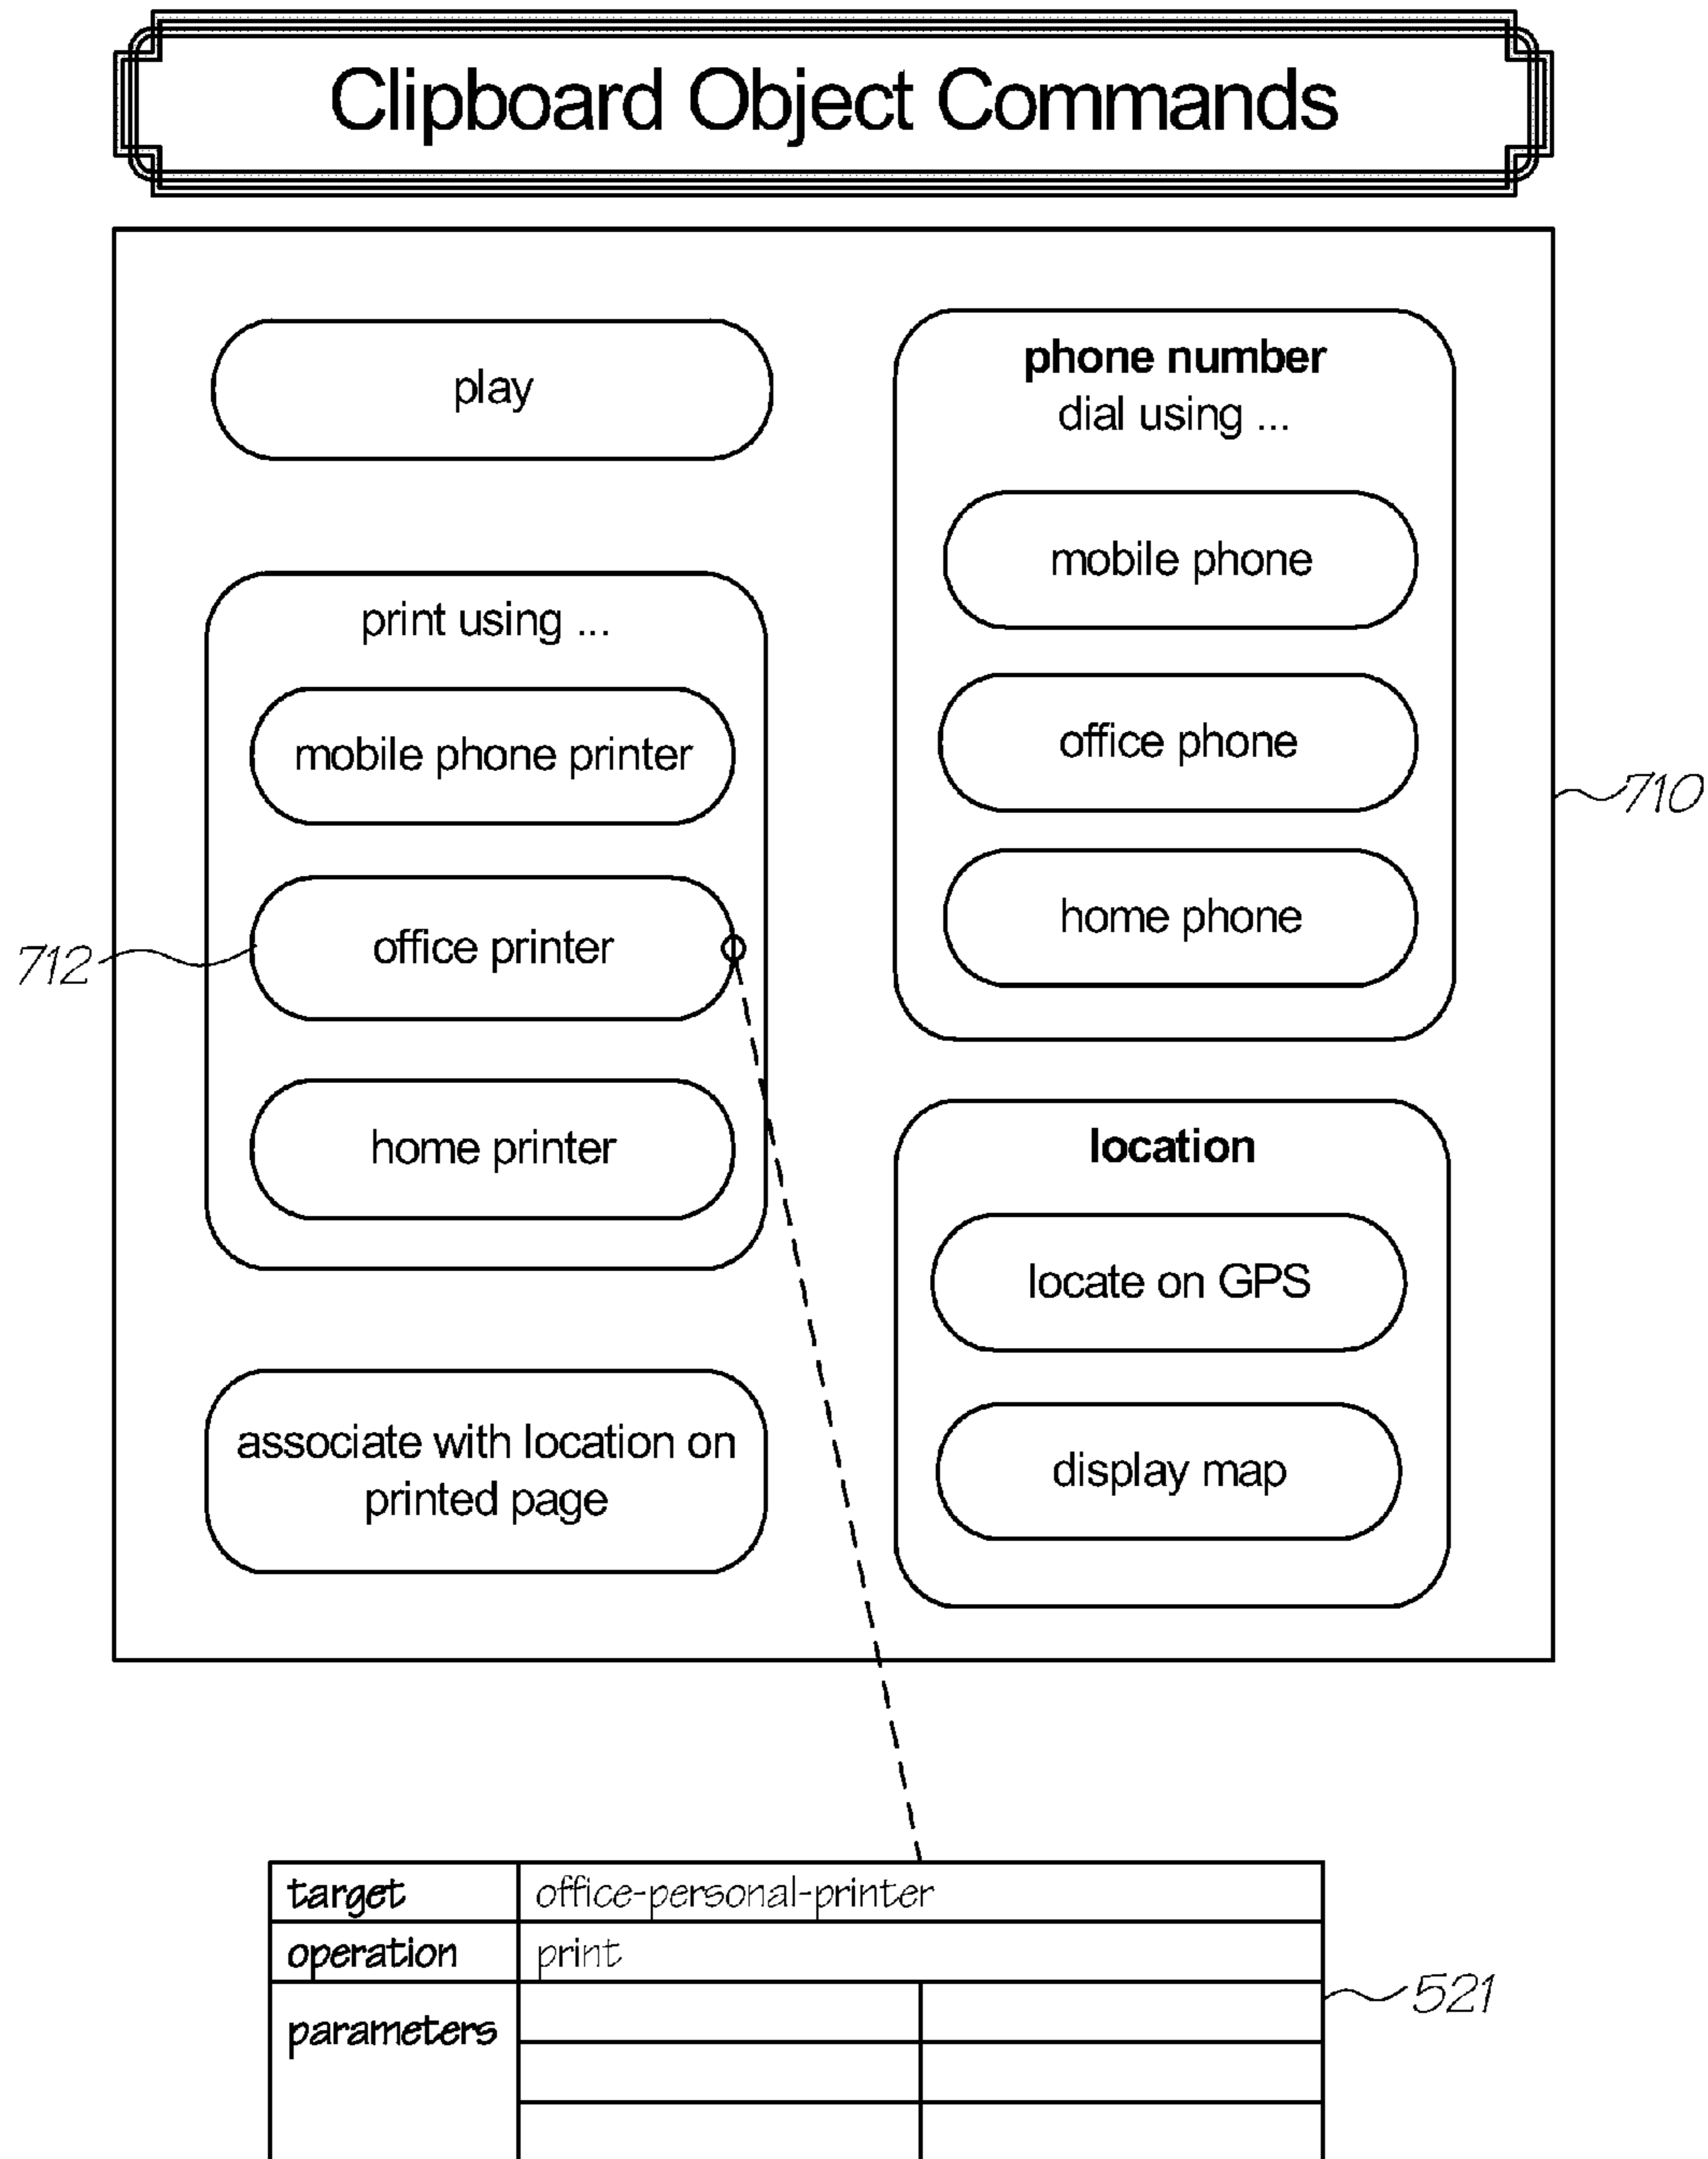 Clipboard Object Commands
play
print using ...
mobile phone printer
office printer
home printer
associate with location on
printed page
phone number
dial using ...
mobile phone
office phone
home phone
location
locate on GPS
display map
710
712
target office-personal-printer
operation print
parameters
521